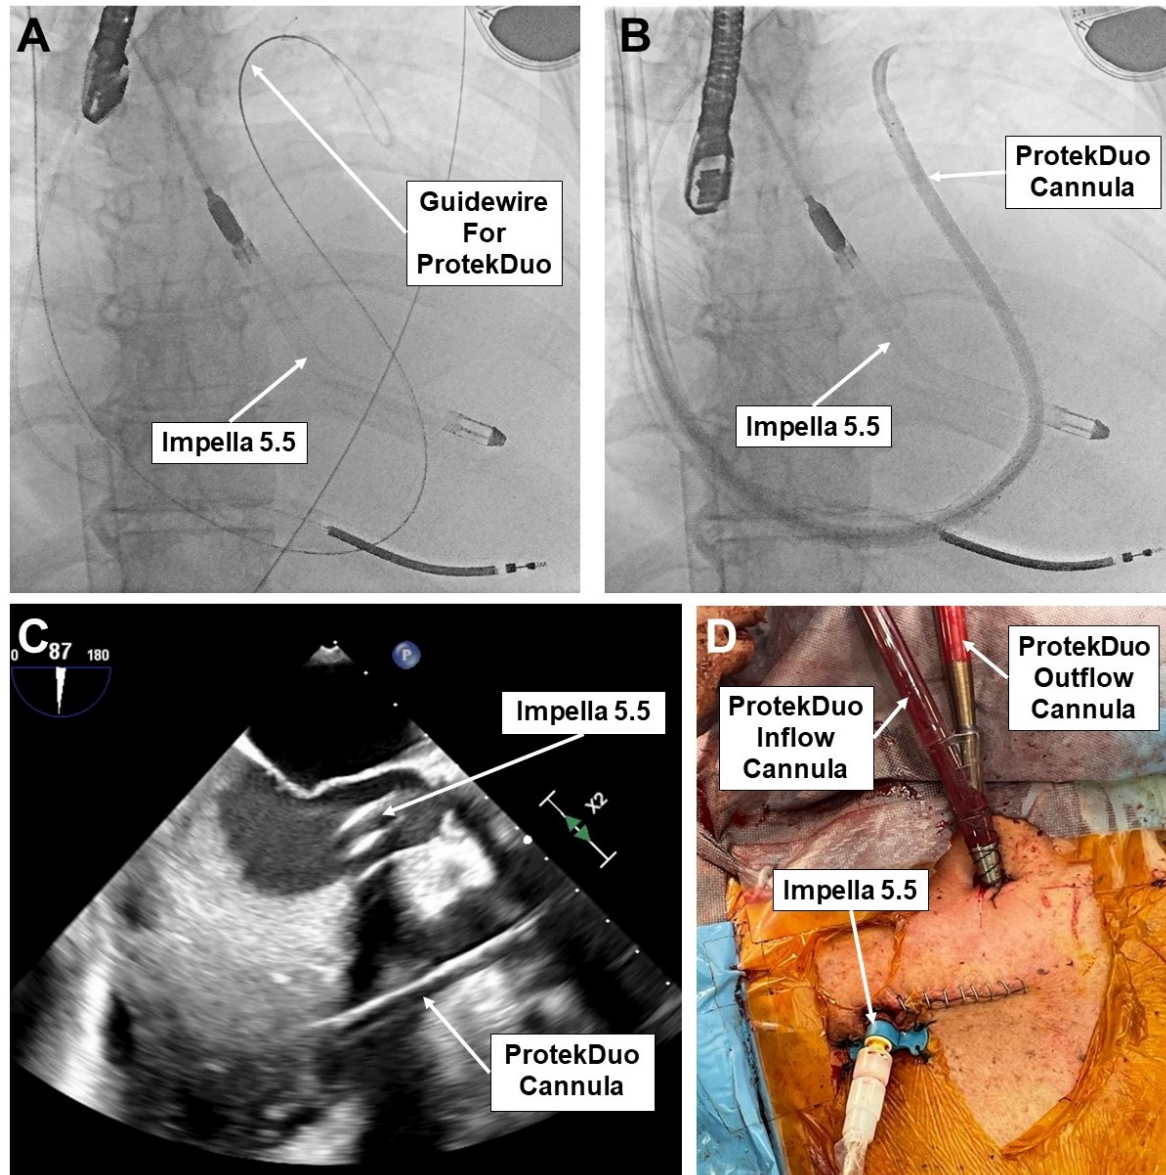 A
Guidewire
For
ProtekDuo
Impella 5.5
B
ProtekDuo
Cannula
Impella 5.5
C
0 87 180
P
Impella 5.5
X2
ProtekDuo
Cannula
D
ProtekDuo
Inflow
Cannula
ProtekDuo
Outflow
Cannula
Impella 5.5